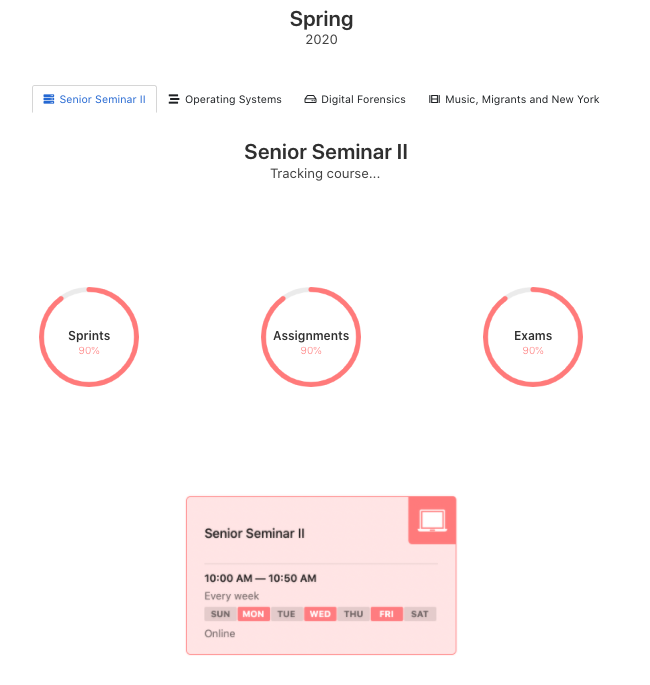 Spring
2020
Senior Seminar II Operating Systems Digital Forensics Music, Migrants and New York
Senior Seminar II
Tracking course...
Sprints Assignments Exams
90% 90% 90%
Senior Seminar II
10:00 AM — 10:50 AM
Every week
SUN MON TUE WED THU FRI SAT
Online